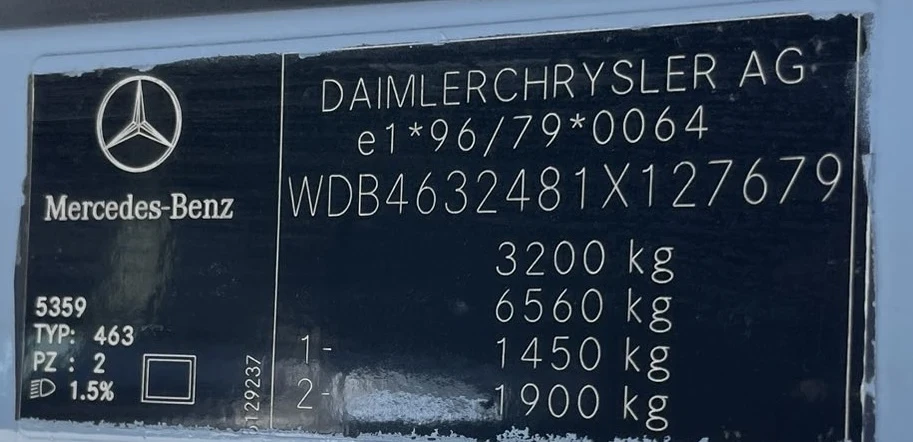 Mercedes-Benz
5359
TYP: 463
PZ : 2
1.5%
129237
DAIMLERCHRYSLER AG
e1*96/79*0064
WDB4632481X127679
3200 kg
6560 kg
1- 1450 kg
2- 1900 kg